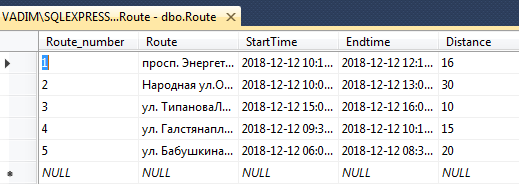 VADIM\SQLEXPRESS...Route - dbo.Route
Route_number Route StartTime Endtime Distance
1 просп. Энергет... 2018-12-12 10:1... 2018-12-12 12:1... 16
2 Народная ул.О... 2018-12-12 10:0... 2018-12-12 13:0... 30
3 ул. ТипановаЛ... 2018-12-12 15:0... 2018-12-12 16:0... 10
4 ул. Галстянапл... 2018-12-12 09:3... 2018-12-12 10:1... 15
5 ул. Бабушкина... 2018-12-12 06:0... 2018-12-12 08:3... 20
NULL NULL NULL NULL NULL